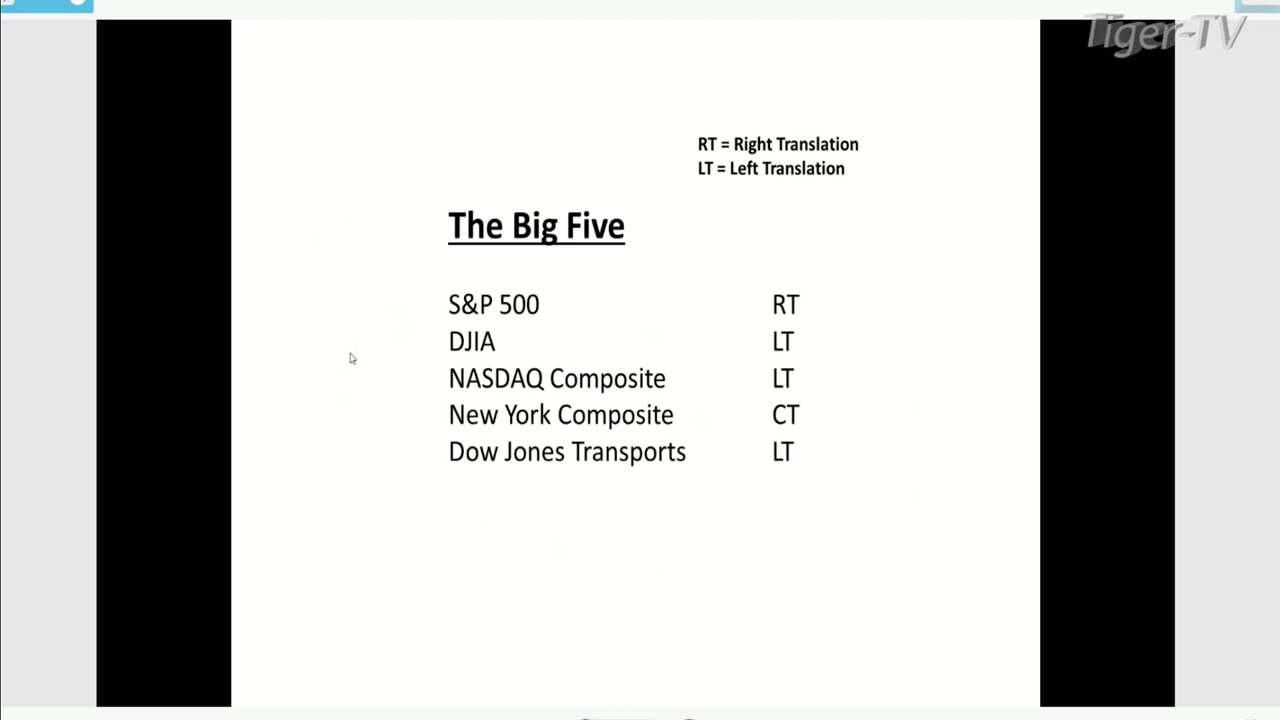 Tiger-TV
RT = Right Translation
LT = Left Translation
The Big Five
S&P 500 RT
DJIA LT
NASDAQ Composite LT
New York Composite CT
Dow Jones Transports LT